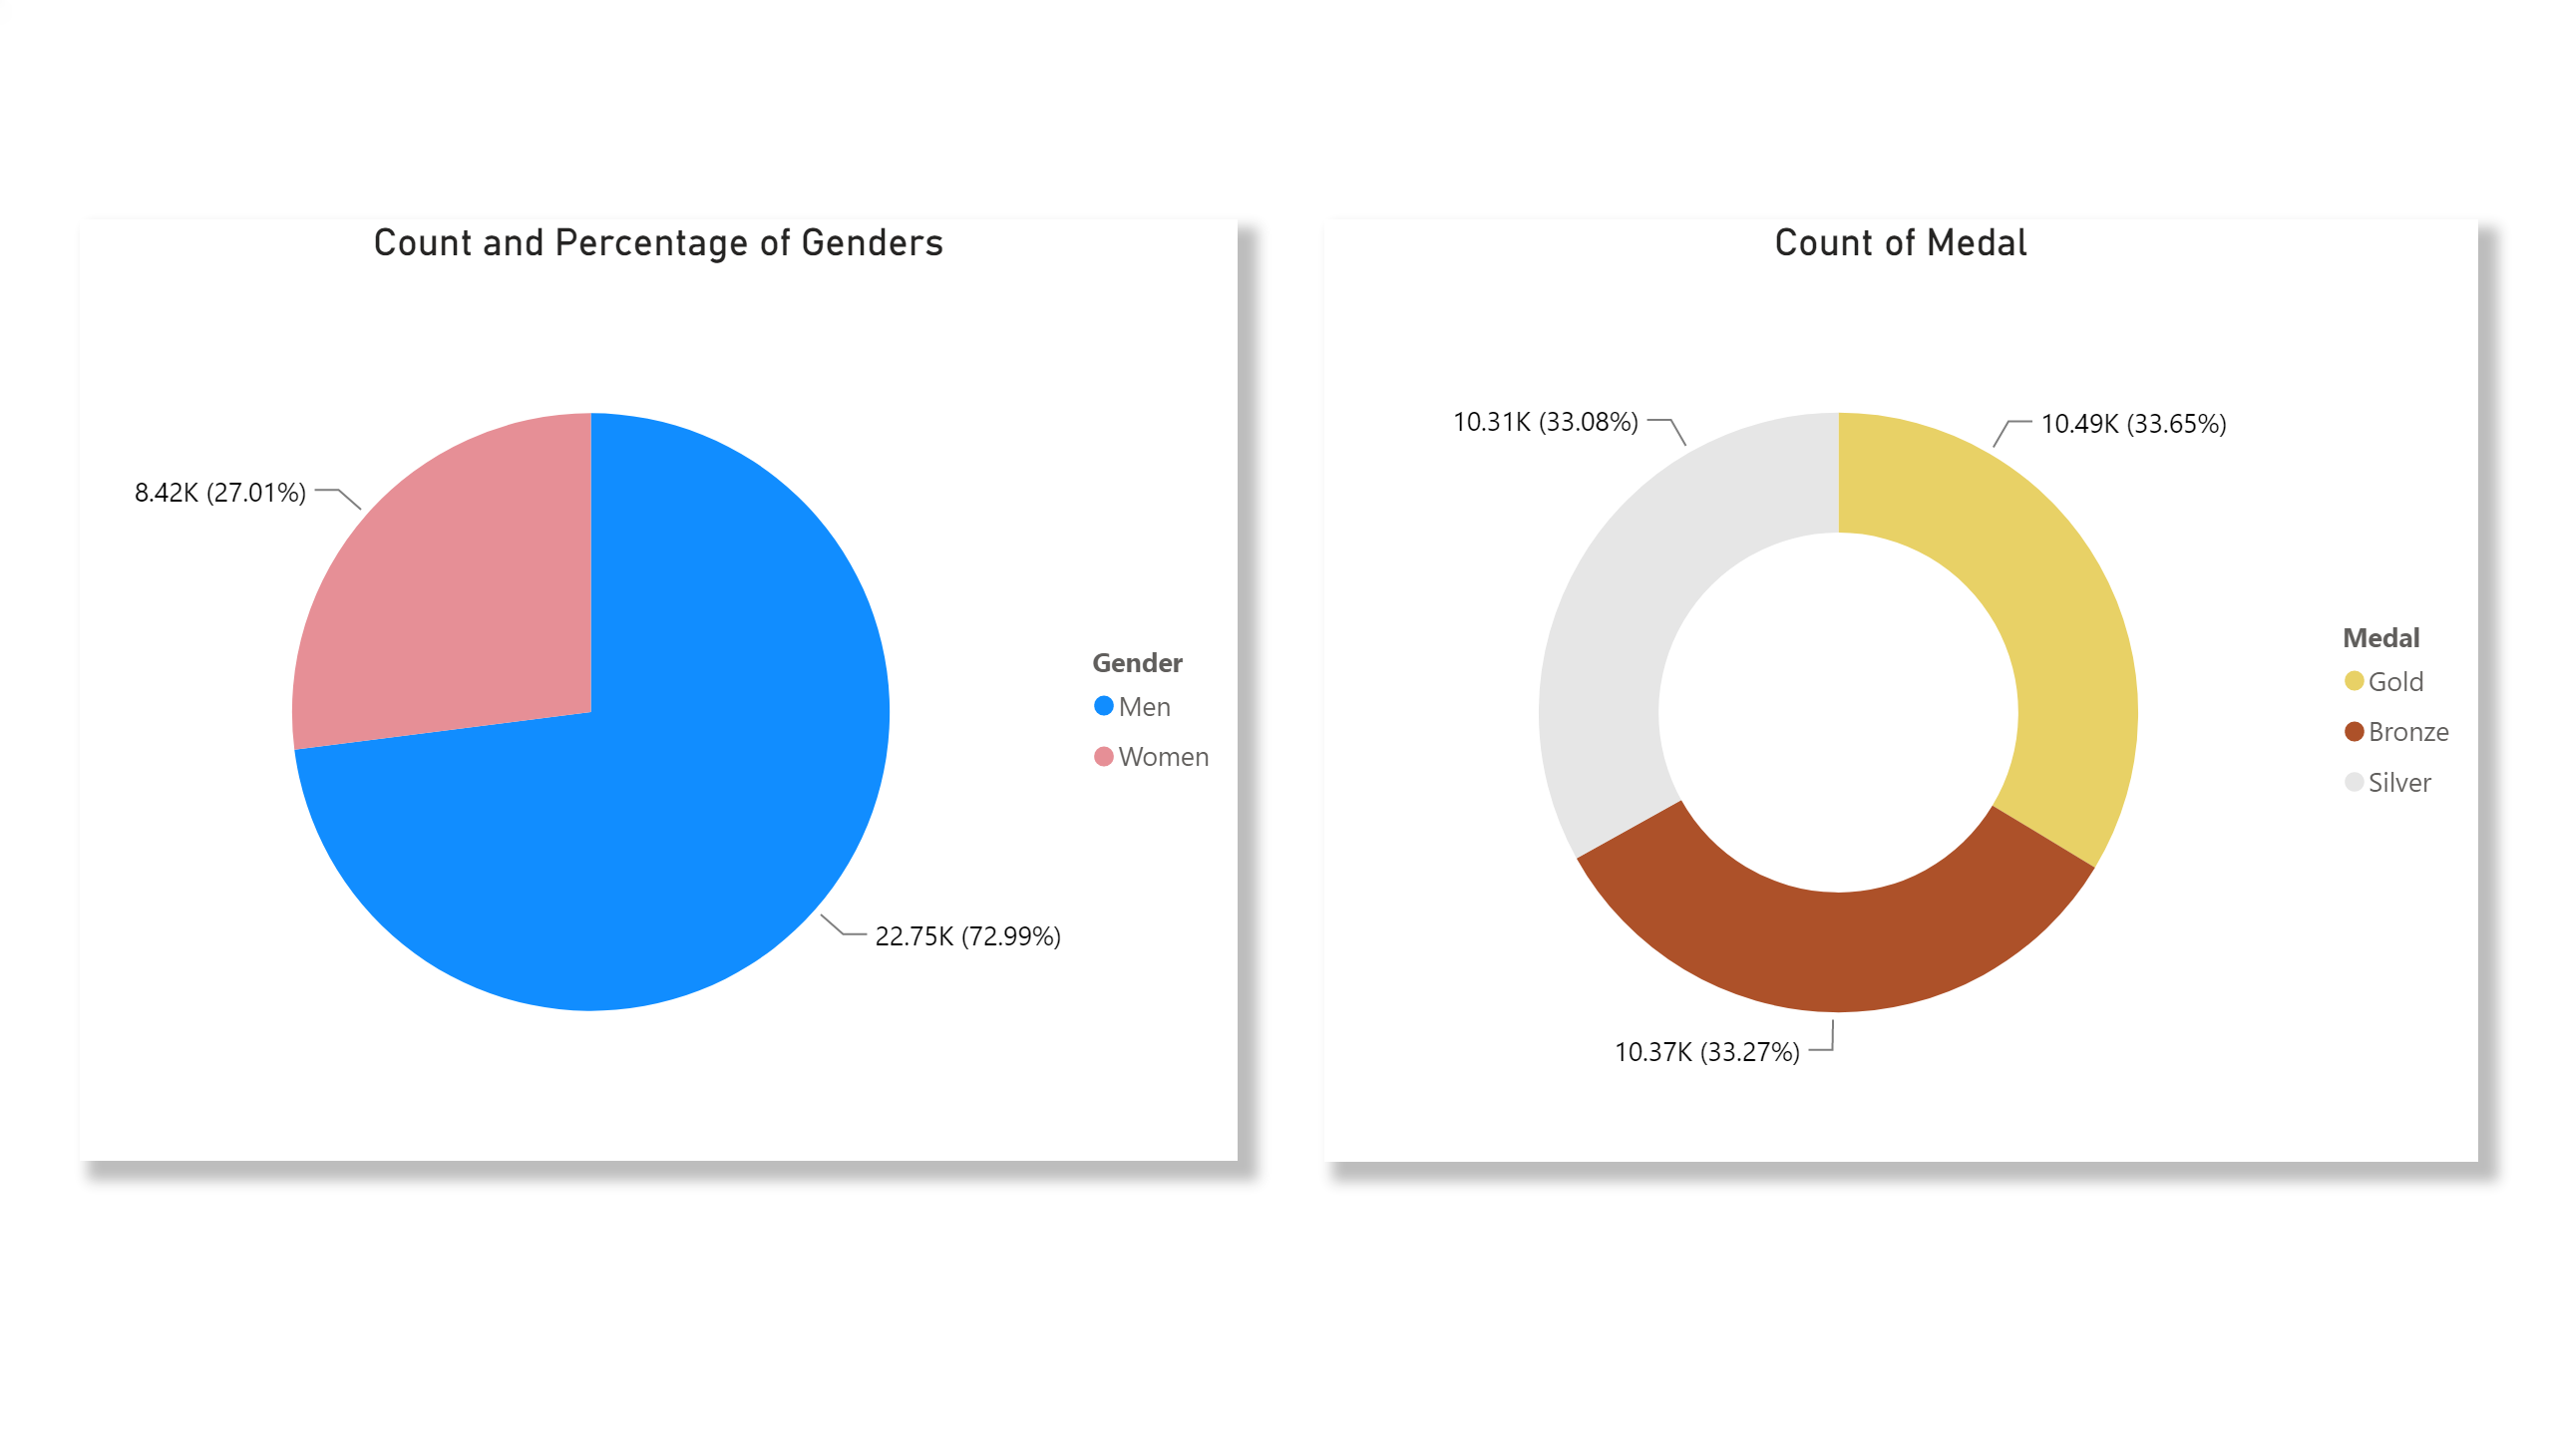 Count and Percentage of Genders
8.42K (27.01%)
22.75K (72.99%)
Gender
Men
Women
Count of Medal
10.31K (33.08%)
10.49K (33.65%)
10.37K (33.27%)
Medal
Gold
Bronze
Silver